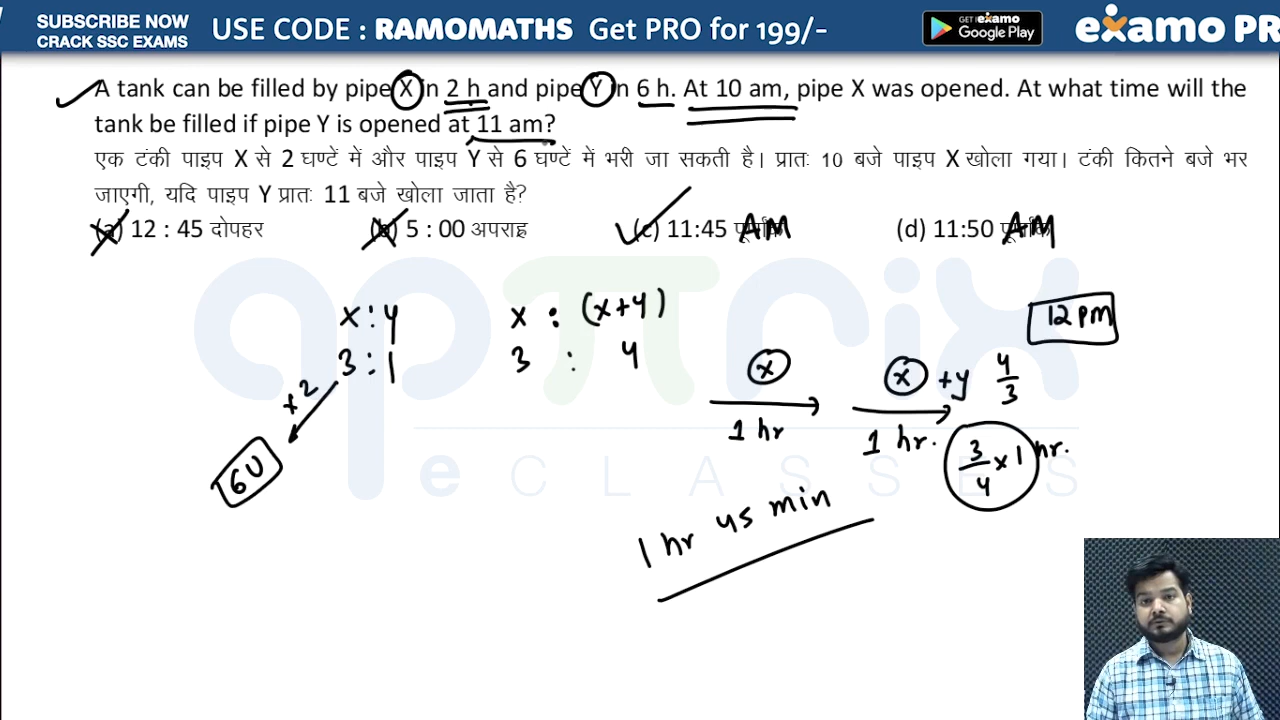 SUBSCRIBE NOW
CRACK SSC EXAMS
USE CODE : RAMOMATHS Get PRO for 199/-
GET IT ON examo
Google Play
examo PR
A tank can be filled by pipe X in 2 h and pipe Y in 6 h. At 10 am, pipe X was opened. At what time will the
tank be filled if pipe Y is opened at 11 am?
एक टंकी पाइप X से 2 घण्टें में और पाइप Y से 6 घण्टें में भरी जा सकती है। प्रातः 10 बजे पाइप X खोला गया। टंकी कितने बजे भर
जाएगी, यदि पाइप Y प्रातः 11 बजे खोला जाता है?
(a) 12 : 45 दोपहर (b) 5 : 00 अपराह्न (c) 11:45 AM (d) 11:50 AM
x : y x : (x+y) 12 pm
3 : 1 3 : 4
x x + y 4/3
×2 1 hr 1 hr. 3/4 × 1 hr.
6U
1 hr 45 min
eCLASSES